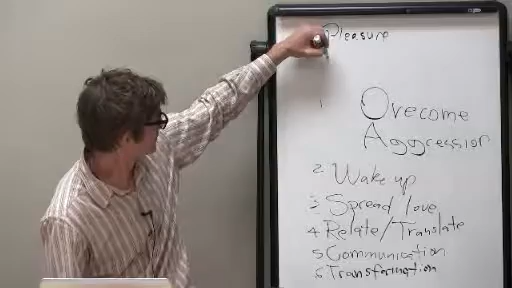 Pleasure
1 Overcome
Aggression
2. Wake up
3 Spread love
4 Relate/Translate
5 Communication
6 Transformation